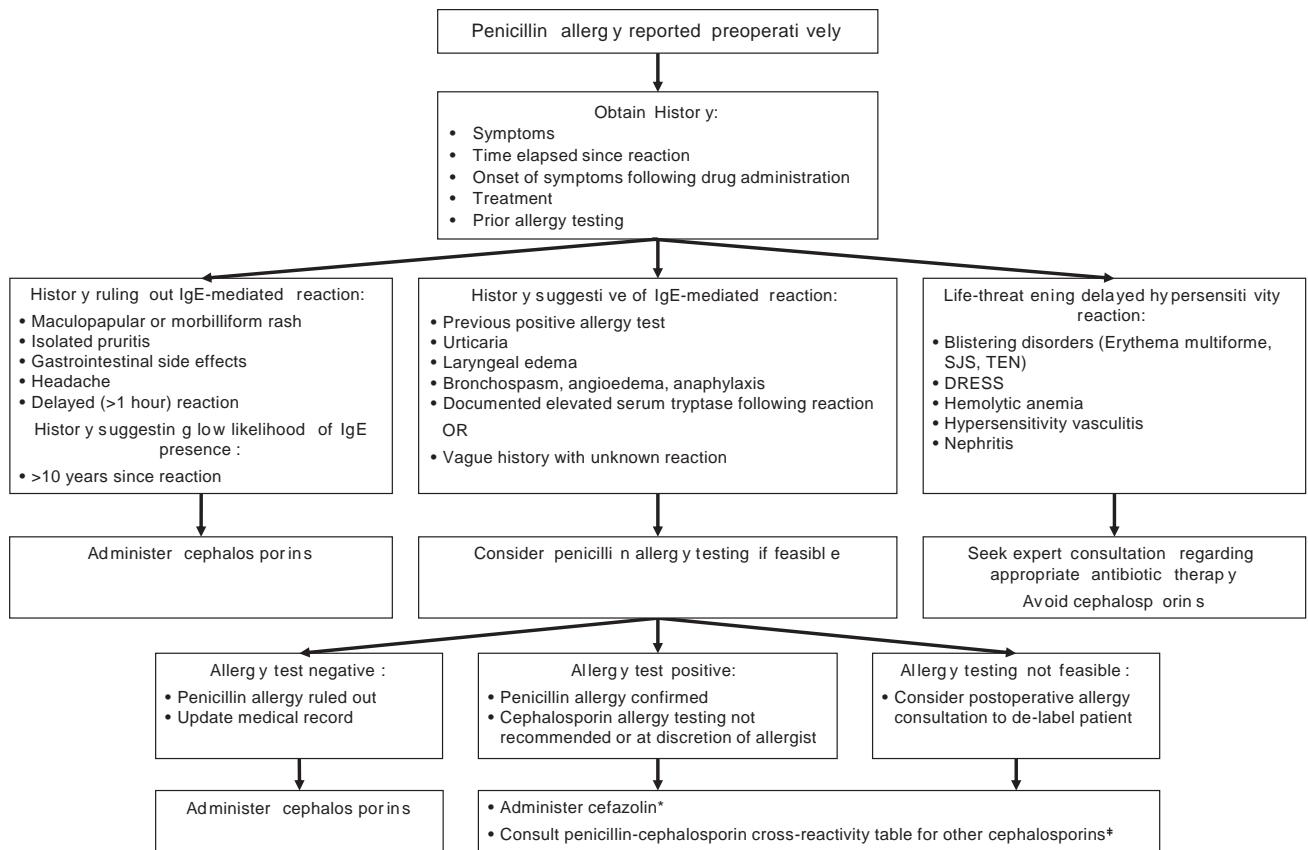 Penicillin allergy reported preoperatively
Obtain History:
• Symptoms
• Time elapsed since reaction
• Onset of symptoms following drug administration
• Treatment
• Prior allergy testing
History ruling out IgE-mediated reaction:
• Maculopapular or morbilliform rash
• Isolated pruritis
• Gastrointestinal side effects
• Headache
• Delayed (>1 hour) reaction
History suggesting low likelihood of IgE
presence:
• >10 years since reaction
History suggestive of IgE-mediated reaction:
• Previous positive allergy test
• Urticaria
• Laryngeal edema
• Bronchospasm, angioedema, anaphylaxis
• Documented elevated serum tryptase following reaction
OR
• Vague history with unknown reaction
Life-threatening delayed hypersensitivity
reaction:
• Blistering disorders (Erythema multiforme,
SJS, TEN)
• DRESS
• Hemolytic anemia
• Hypersensitivity vasculitis
• Nephritis
Administer cephalosporins
Consider penicillin allergy testing if feasible
Seek expert consultation regarding
appropriate antibiotic therapy
Avoid cephalosporins
Allergy test negative:
• Penicillin allergy ruled out
• Update medical record
Allergy test positive:
• Penicillin allergy confirmed
• Cephalosporin allergy testing not
recommended or at discretion of allergist
Allergy testing not feasible:
• Consider postoperative allergy
consultation to de-label patient
Administer cephalosporins
• Administer cefazolin*
• Consult penicillin-cephalosporin cross-reactivity table for other cephalosporins‡